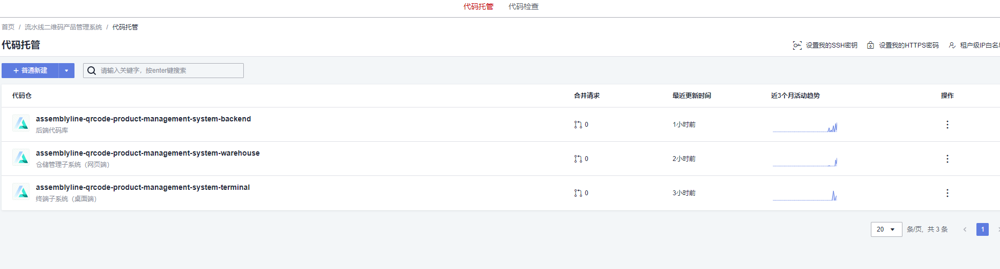 代码托管 代码检查
首页 / 流水线二维码产品管理系统 / 代码托管
代码托管 设置我的SSH密钥 设置我的HTTPS密码 租户级IP白名
+ 普通新建 请输入关键字，按enter键搜索
代码仓 合并请求 最近更新时间 近3个月活动趋势 操作
assemblyline-qrcode-product-management-system-backend
后端代码库 0 1小时前
assemblyline-qrcode-product-management-system-warehouse
仓储管理子系统（网页端） 0 2小时前
assemblyline-qrcode-product-management-system-terminal
终端子系统（桌面端） 0 3小时前
20 条/页，共 3 条 1